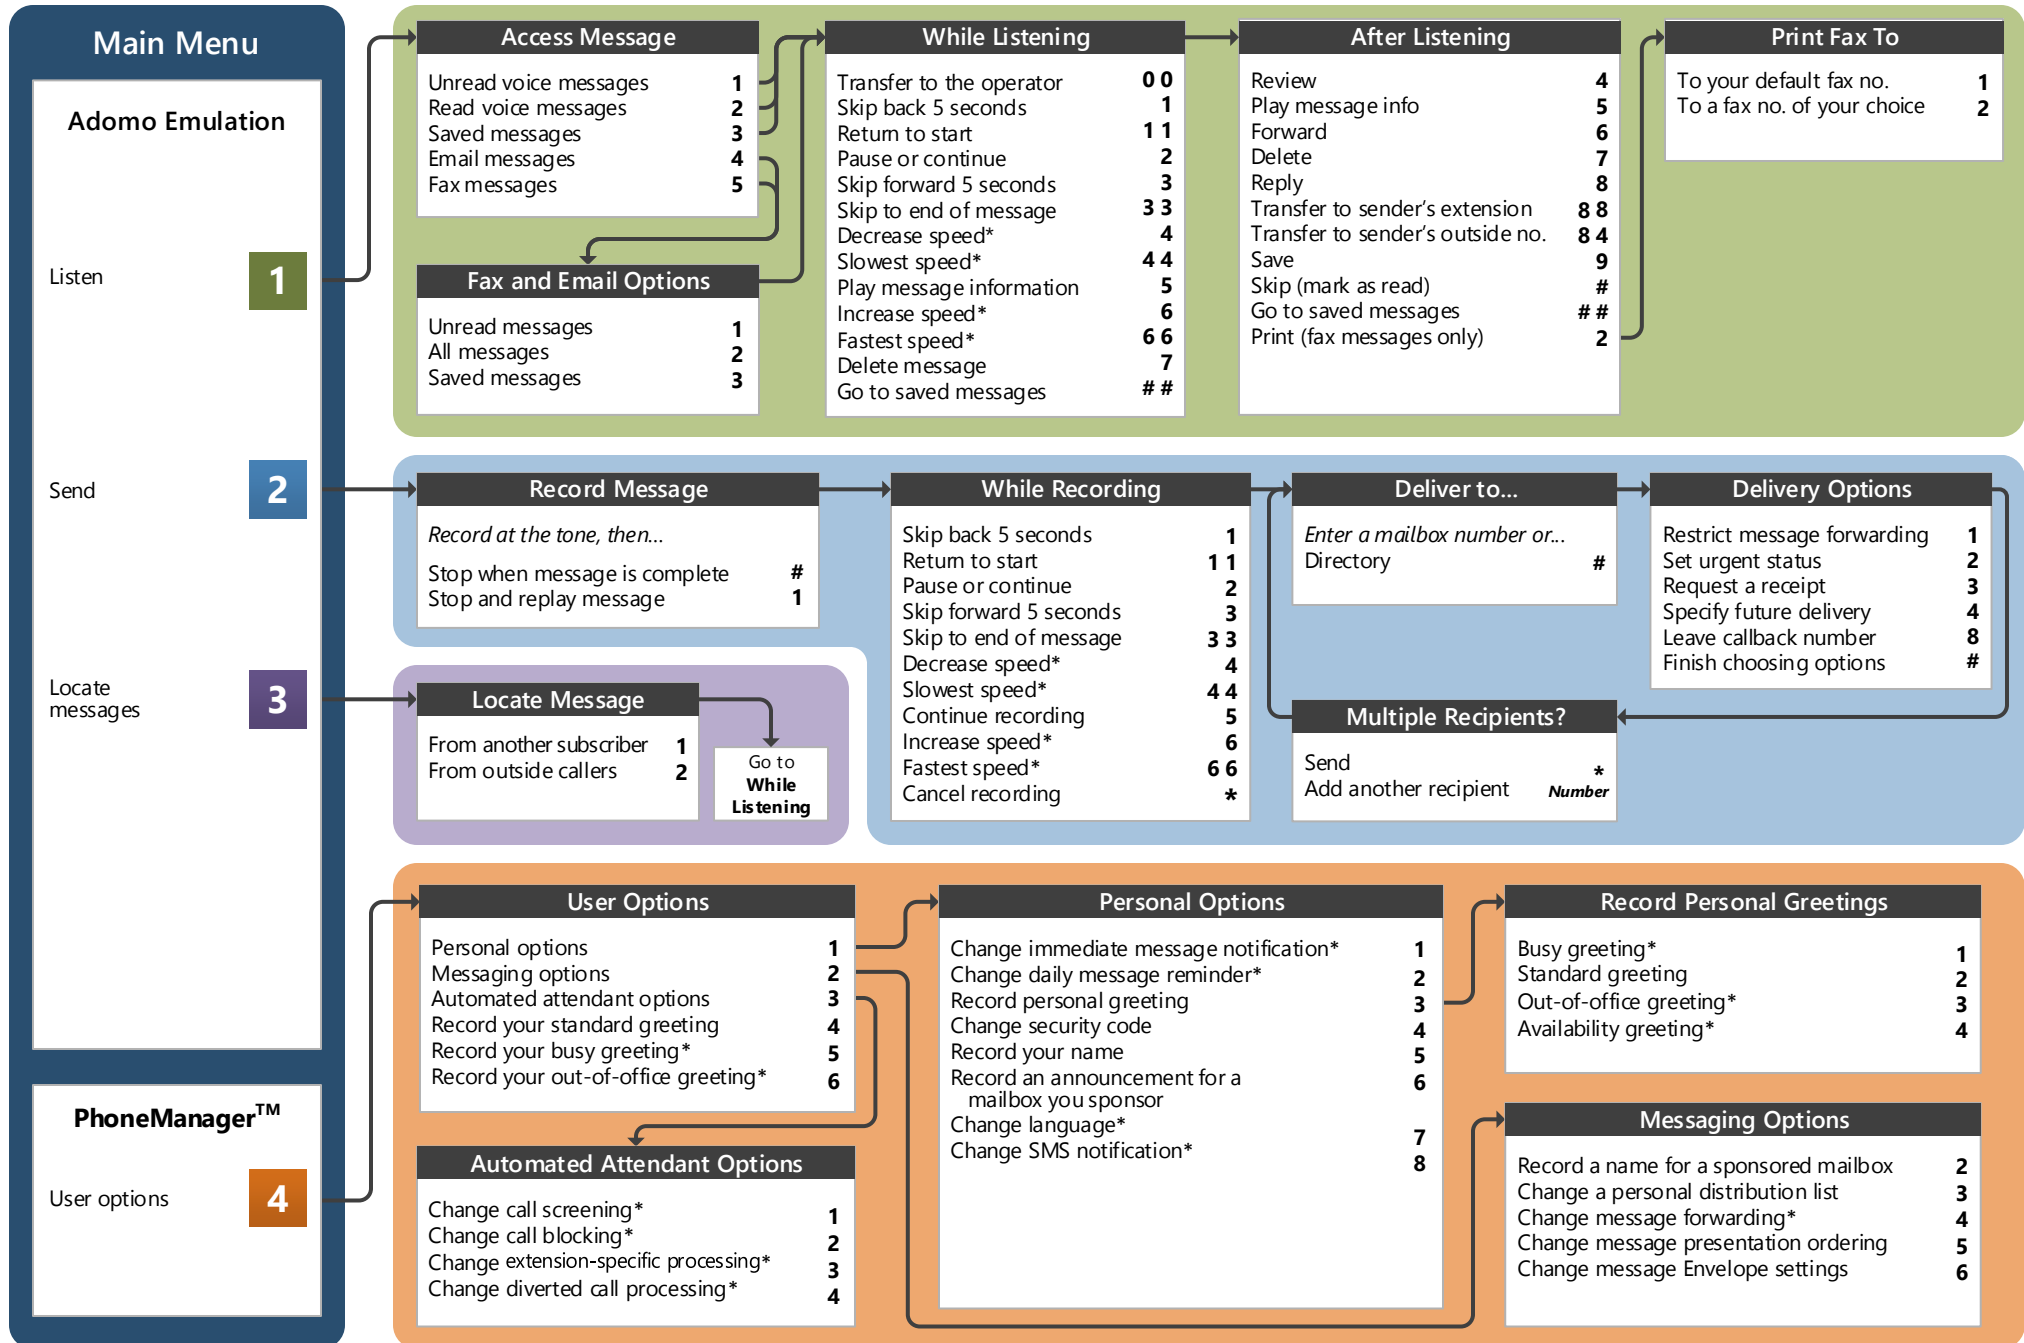 Main Menu
Adomo Emulation
Listen 1
Send 2
Locate
messages 3
PhoneManager™
User options 4
Access Message
Unread voice messages 1
Read voice messages 2
Saved messages 3
Email messages 4
Fax messages 5
Fax and Email Options
Unread messages 1
All messages 2
Saved messages 3
While Listening
Transfer to the operator 0 0
Skip back 5 seconds 1
Return to start 1 1
Pause or continue 2
Skip forward 5 seconds 3
Skip to end of message 3 3
Decrease speed* 4
Slowest speed* 4 4
Play message information 5
Increase speed* 6
Fastest speed* 6 6
Delete message 7
Go to saved messages # #
After Listening
Review 4
Play message info 5
Forward 6
Delete 7
Reply 8
Transfer to sender's extension 8 8
Transfer to sender's outside no. 8 4
Save 9
Skip (mark as read) #
Go to saved messages # #
Print (fax messages only) 2
Print Fax To
To your default fax no. 1
To a fax no. of your choice 2
Record Message
Record at the tone, then...
Stop when message is complete #
Stop and replay message 1
While Recording
Skip back 5 seconds 1
Return to start 1 1
Pause or continue 2
Skip forward 5 seconds 3
Skip to end of message 3 3
Decrease speed* 4
Slowest speed* 4 4
Continue recording 5
Increase speed* 6
Fastest speed* 6 6
Cancel recording *
Deliver to...
Enter a mailbox number or...
Directory #
Delivery Options
Restrict message forwarding 1
Set urgent status 2
Request a receipt 3
Specify future delivery 4
Leave callback number 8
Finish choosing options #
Multiple Recipients?
Send *
Add another recipient Number
Locate Message
From another subscriber 1
From outside callers 2
Go to
While
Listening
User Options
Personal options 1
Messaging options 2
Automated attendant options 3
Record your standard greeting 4
Record your busy greeting* 5
Record your out-of-office greeting* 6
Automated Attendant Options
Change call screening* 1
Change call blocking* 2
Change extension-specific processing* 3
Change diverted call processing* 4
Personal Options
Change immediate message notification* 1
Change daily message reminder* 2
Record personal greeting 3
Change security code 4
Record your name 5
Record an announcement for a 6
mailbox you sponsor
Change language* 7
Change SMS notification* 8
Record Personal Greetings
Busy greeting* 1
Standard greeting 2
Out-of-office greeting* 3
Availability greeting* 4
Messaging Options
Record a name for a sponsored mailbox 2
Change a personal distribution list 3
Change message forwarding* 4
Change message presentation ordering 5
Change message Envelope settings 6